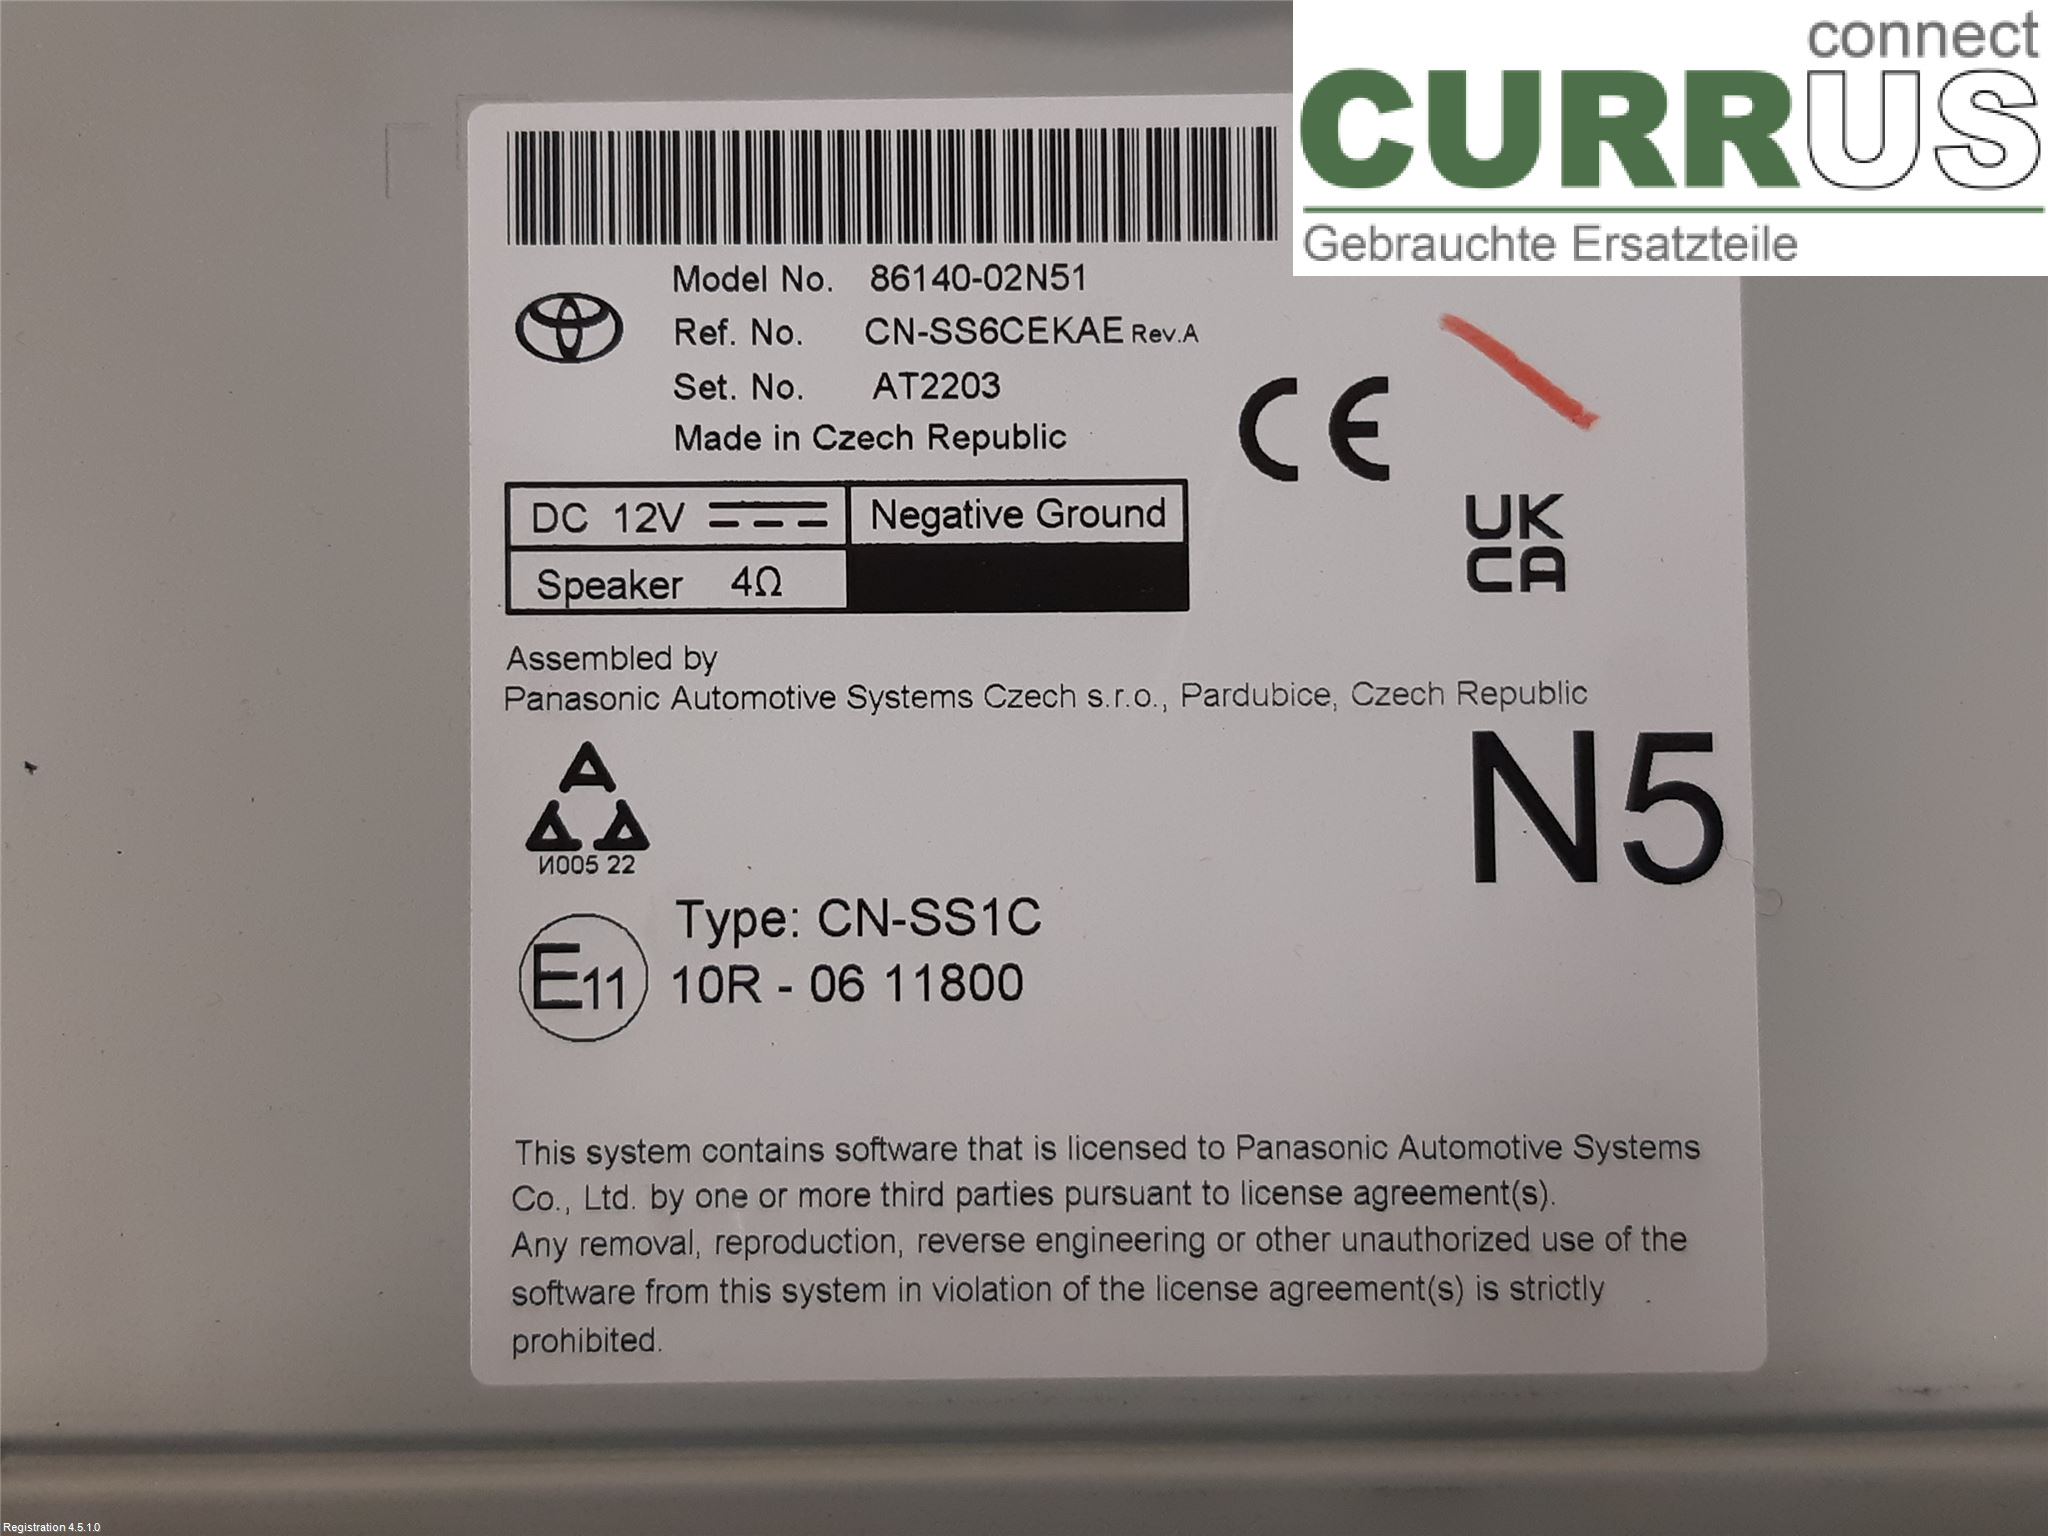 connect
CURRUS
Gebrauchte Ersatzteile
Model No. 86140-02N51
Ref. No. CN-SS6CEKAE Rev.A
Set. No. AT2203
Made in Czech Republic
CE
UK
CA
DC 12V Negative Ground
Speaker 4Ω
Assembled by
Panasonic Automotive Systems Czech s.r.o., Pardubice, Czech Republic
N5
И005 22
Type: CN-SS1C
E11 10R - 06 11800
This system contains software that is licensed to Panasonic Automotive Systems
Co., Ltd. by one or more third parties pursuant to license agreement(s).
Any removal, reproduction, reverse engineering or other unauthorized use of the
software from this system in violation of the license agreement(s) is strictly
prohibited.
Registration 4.5.1.0